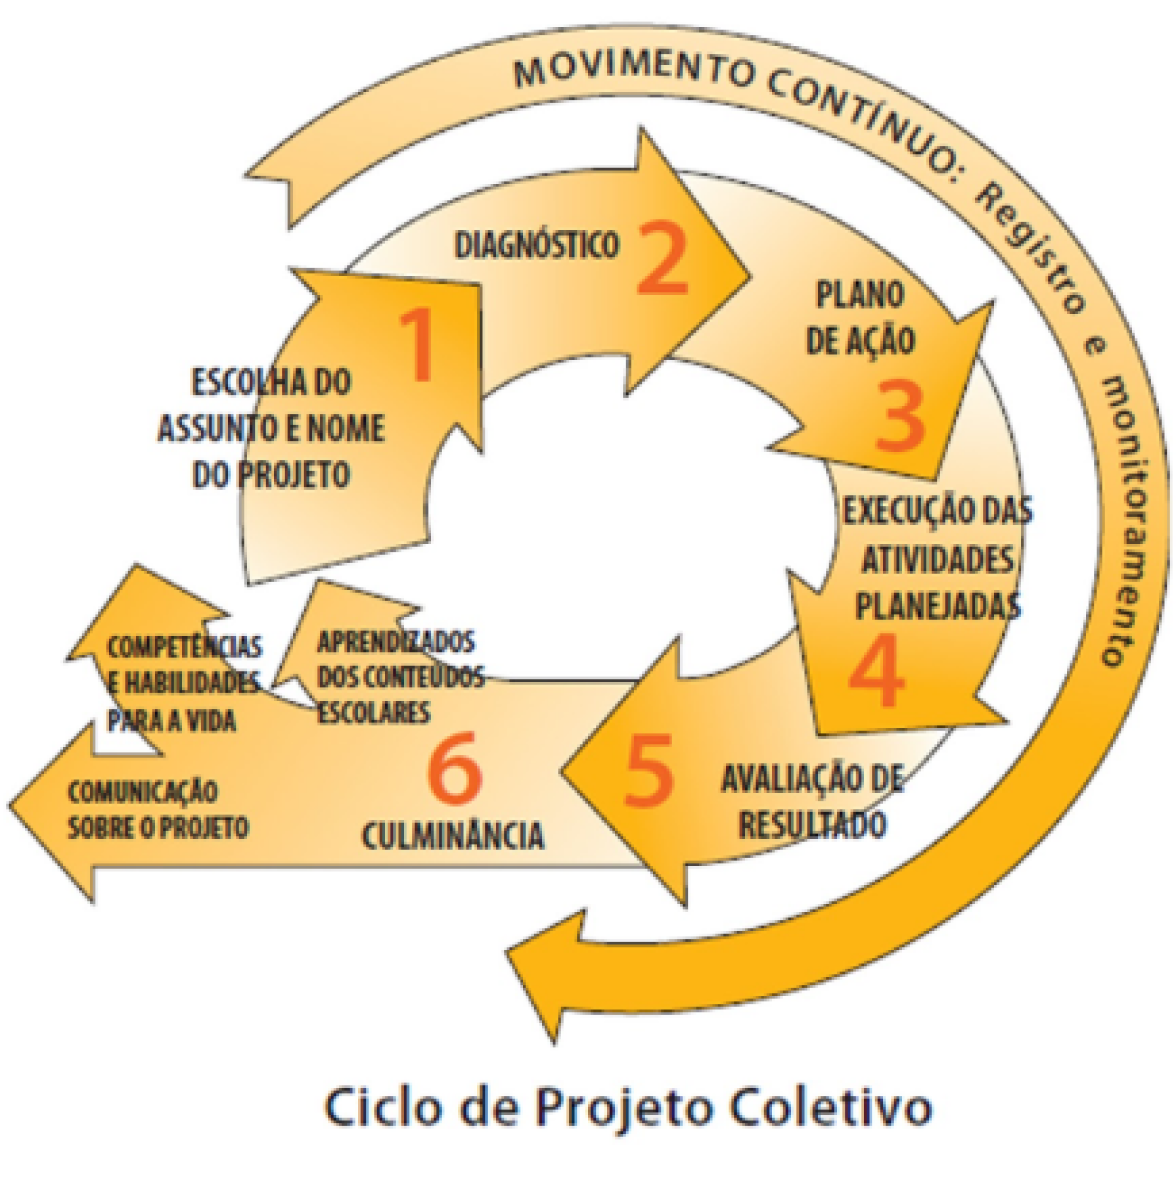 MOVIMENTO CONTÍNUO: Registro e monitoramento
1
ESCOLHA DO
ASSUNTO E NOME
DO PROJETO
DIAGNÓSTICO 2
PLANO
DE AÇÃO
3
EXECUÇÃO DAS
ATIVIDADES
PLANEJADAS
4
5
AVALIAÇÃO DE
RESULTADO
6
CULMINÂNCIA
APRENDIZADOS
DOS CONTEÚDOS
ESCOLARES
COMPETÊNCIAS
E HABILIDADES
PARA A VIDA
COMUNICAÇÃO
SOBRE O PROJETO
Ciclo de Projeto Coletivo